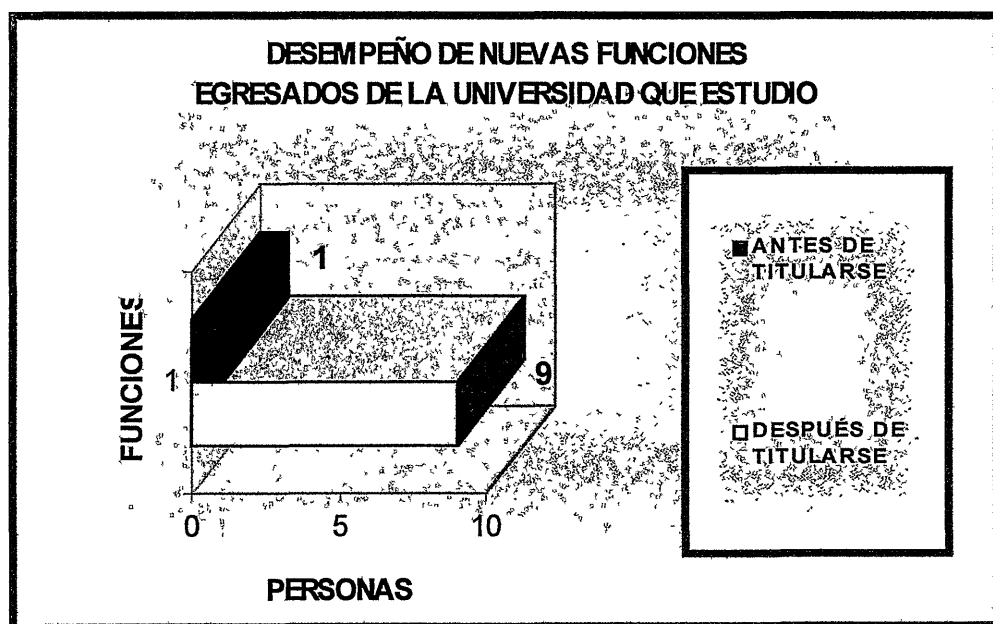 DESEMPEÑO DE NUEVAS FUNCIONES
EGRESADOS DE LA UNIVERSIDAD QUE ESTUDIO
1
9
FUNCIONES
1
0 5 10
PERSONAS
ANTES DE
TITULARSE
DESPUÉS DE
TITULARSE